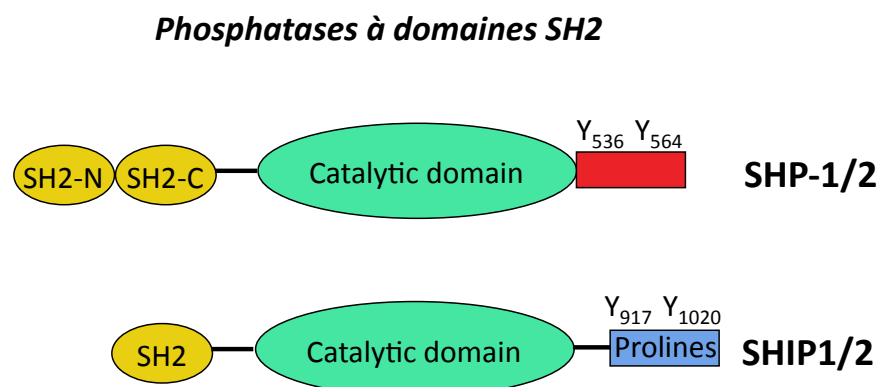 Phosphatases à domaines SH2
Y536 Y564
SH2-N SH2-C Catalytic domain SHP-1/2
Y917 Y1020
SH2 Catalytic domain Prolines SHIP1/2